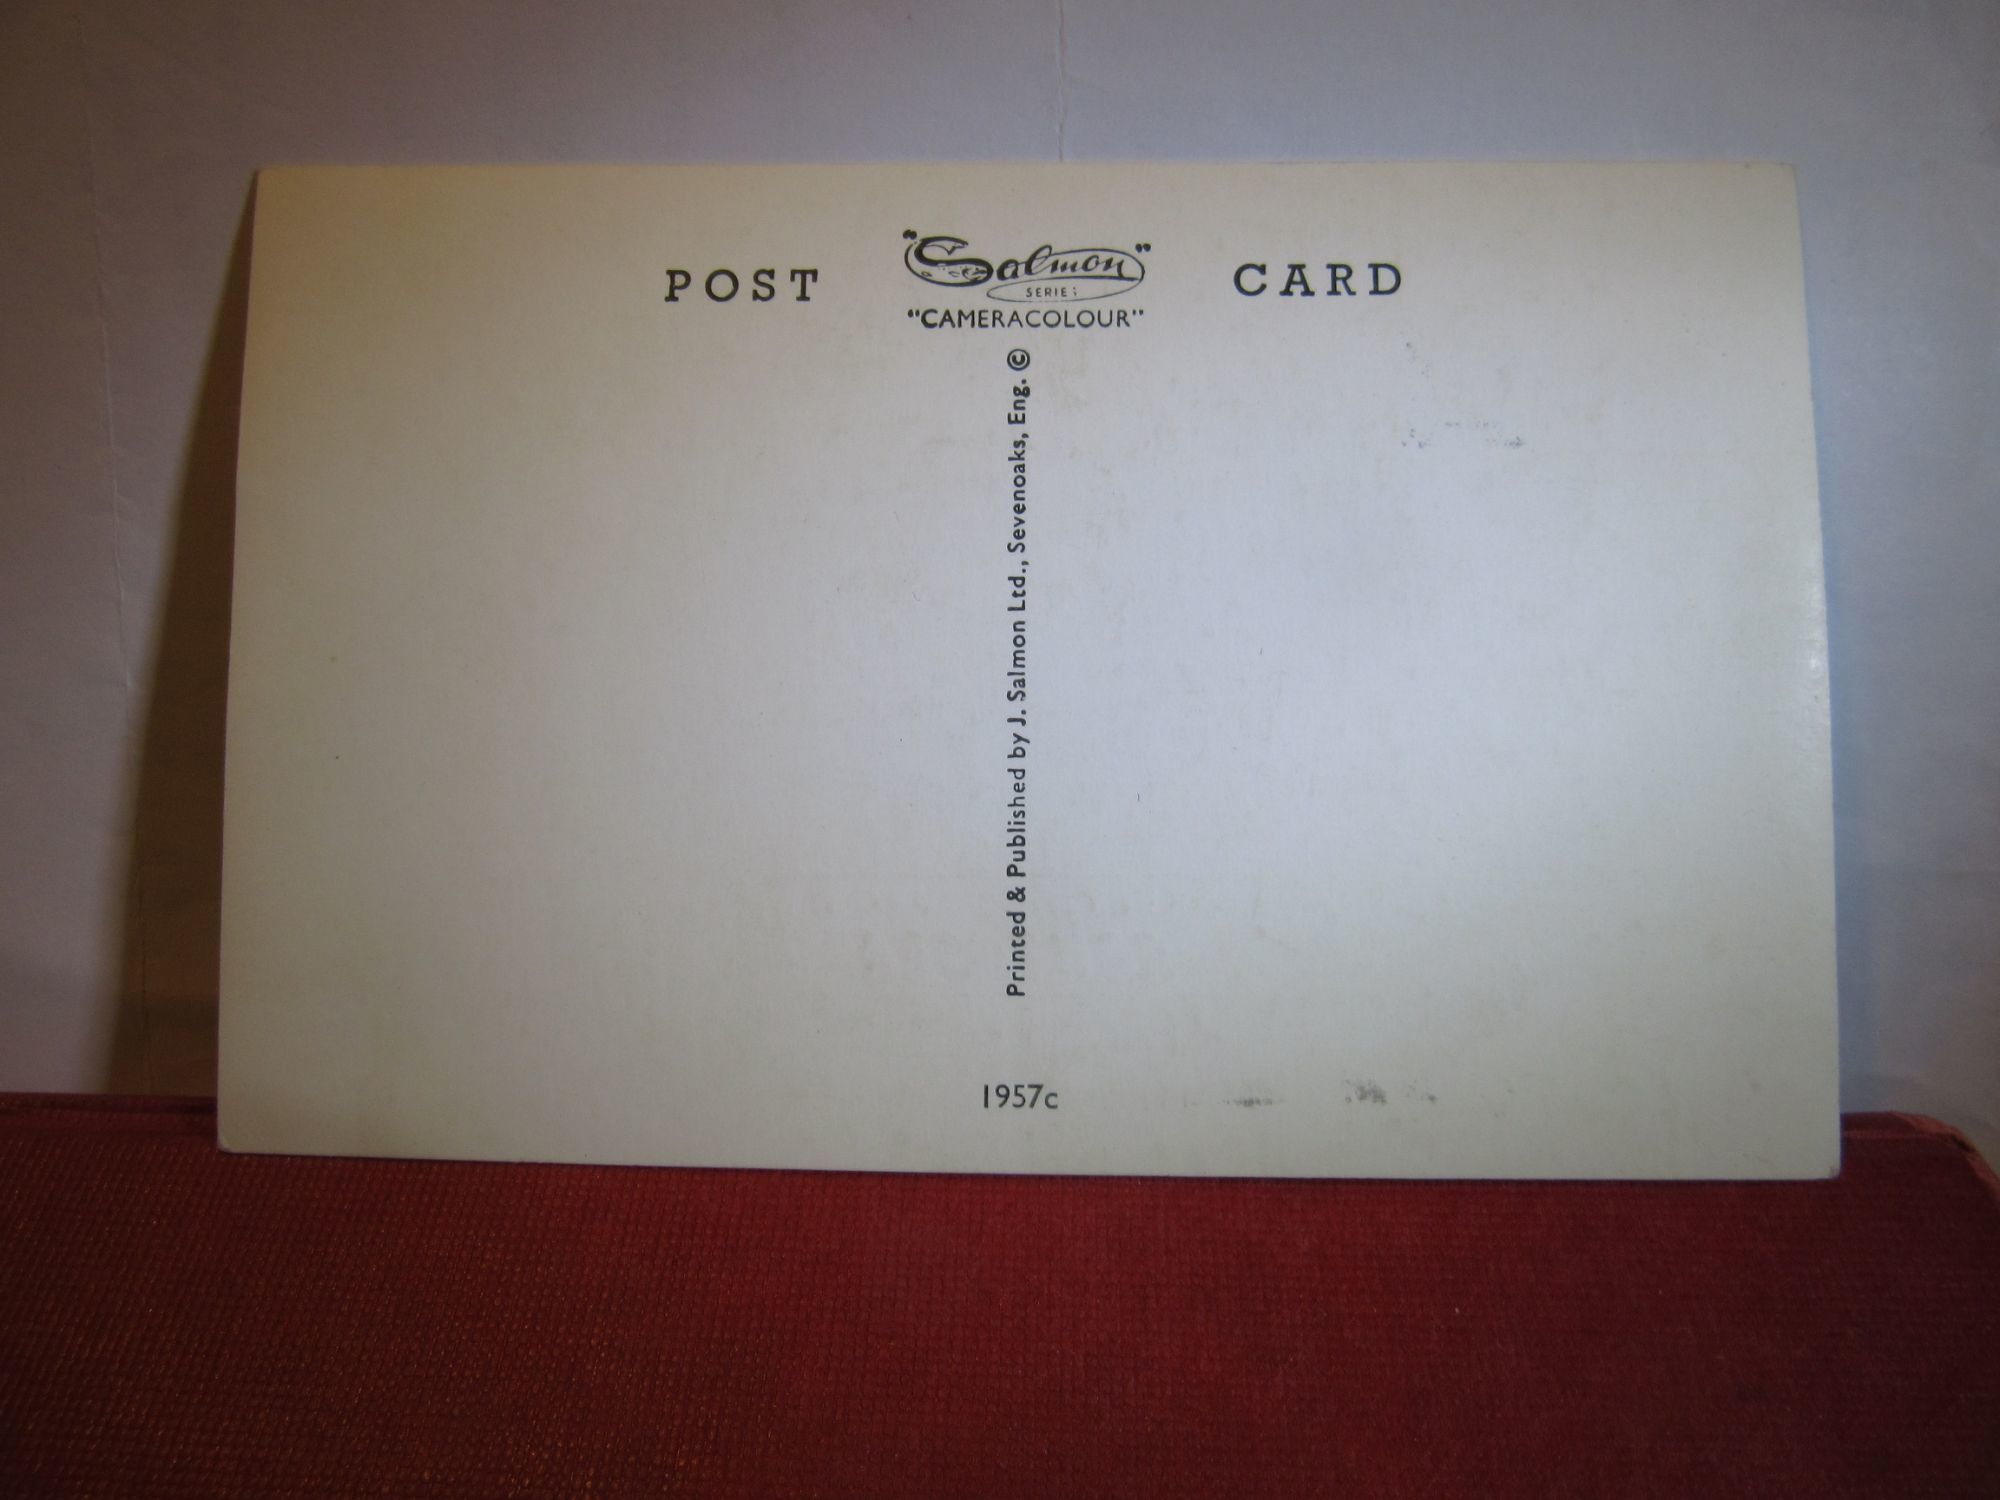 POST "Salmon" CARD
SERIES
"CAMERACOLOUR"
Printed & Published by J. Salmon Ltd., Sevenoaks, Eng. ©
1957c